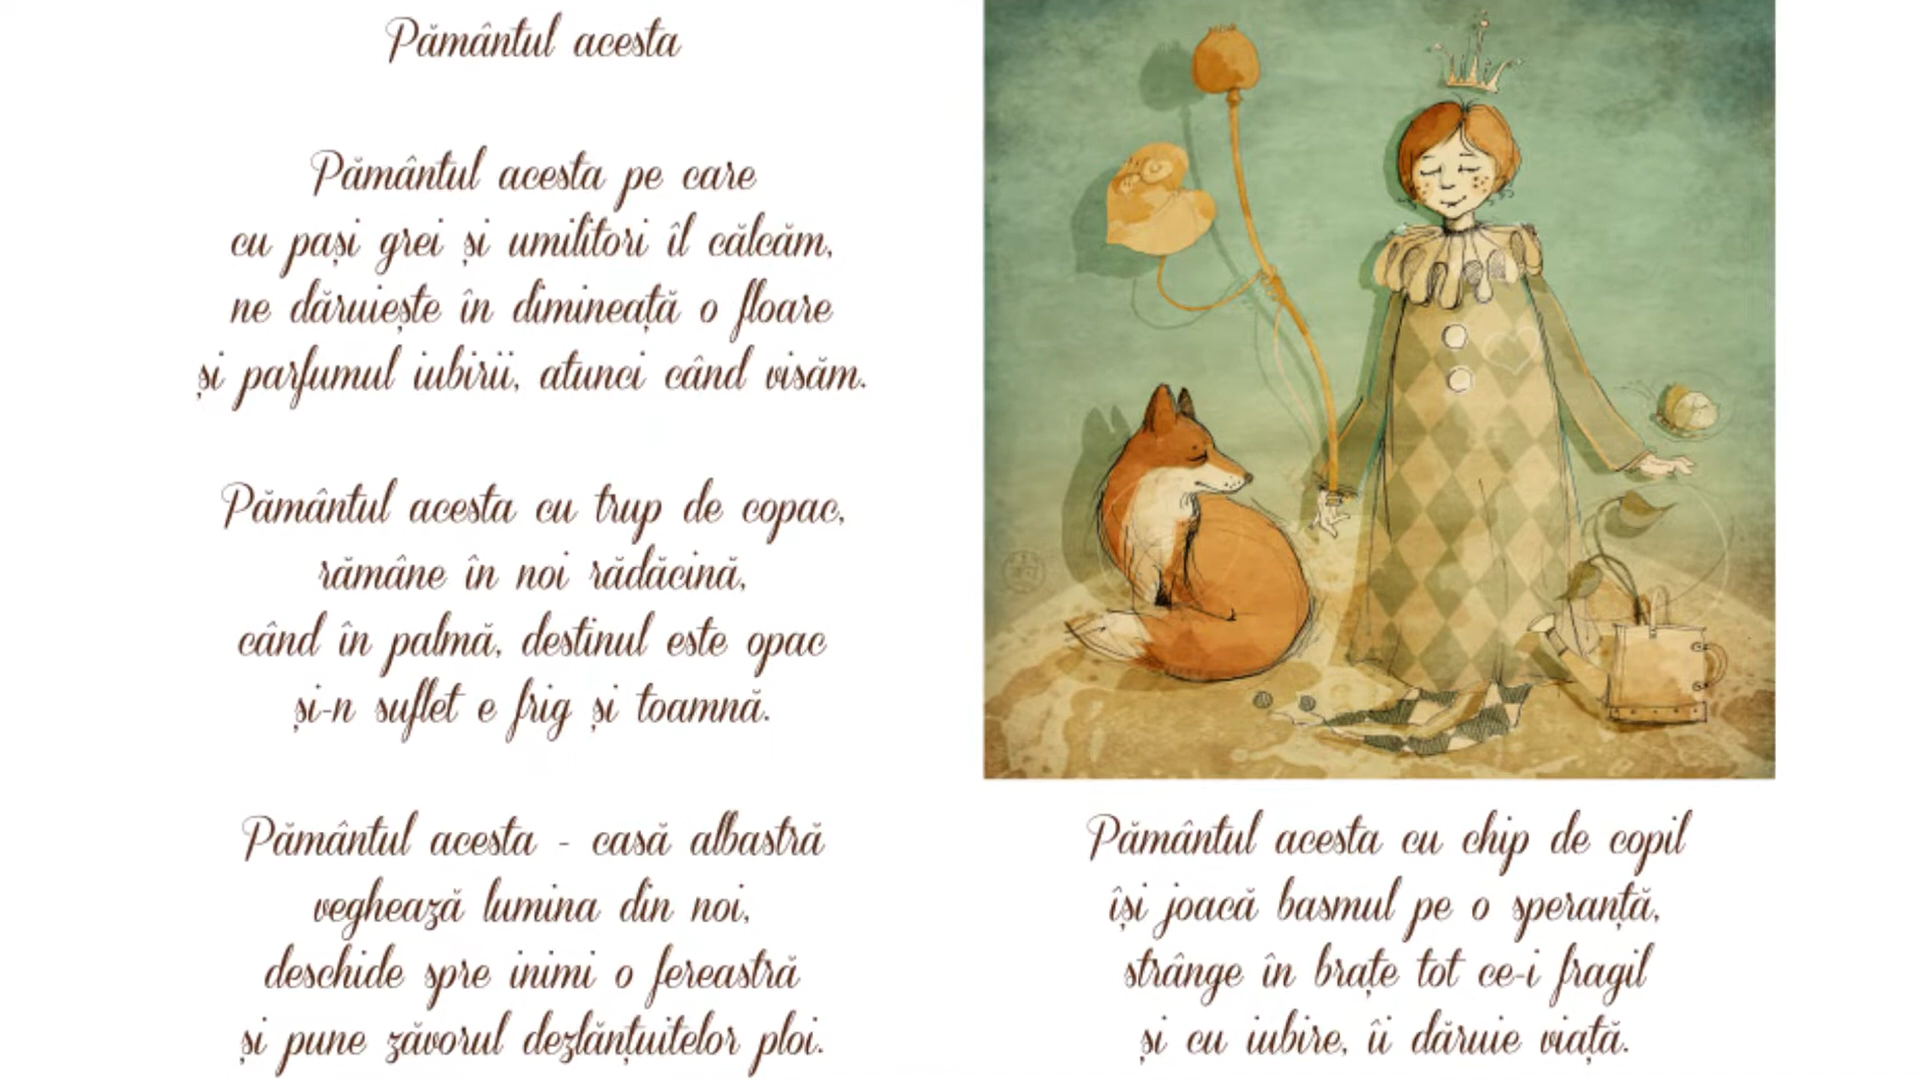 Pământul acesta
Pământul acesta pe care
cu pași grei și umilitori îl călcăm,
ne dăruiește în dimineață o floare
și parfumul iubirii, atunci când visăm.
Pământul acesta cu trup de copac,
rămâne în noi rădăcină,
când în palmă, destinul este opac
și-n suflet e frig și toamnă.
Pământul acesta - casă albastră
veghează lumina din noi,
deschide spre inimi o fereastră
și pune zăvorul dezlănțuitelor ploi.
Pământul acesta cu chip de copil
își joacă basmul pe o speranță,
strânge în brațe tot ce-i fragil
și cu iubire, îi dăruie viață.